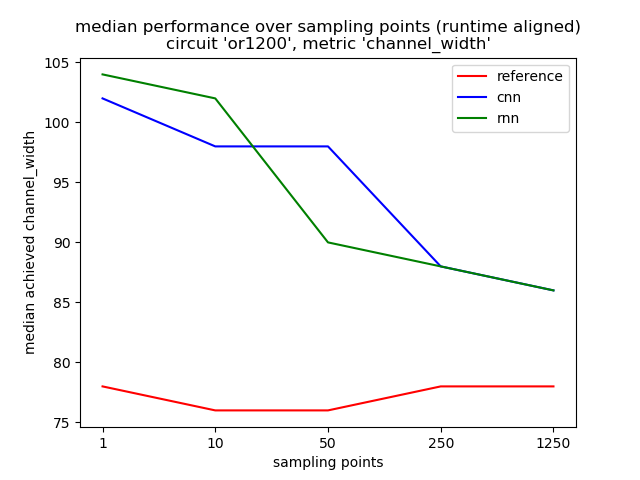 median performance over sampling points (runtime aligned)
circuit 'or1200', metric 'channel_width'
105
100
95
90
85
80
75
median achieved channel_width
reference
cnn
rnn
1
10
50
250
1250
sampling points